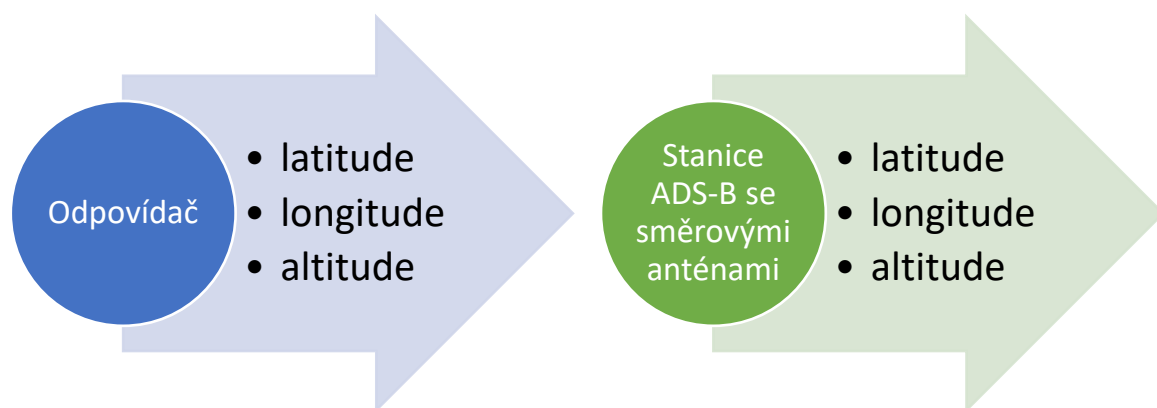 Odpovídač
• latitude
• longitude
• altitude
Stanice
ADS-B se
směrovými
anténami
• latitude
• longitude
• altitude